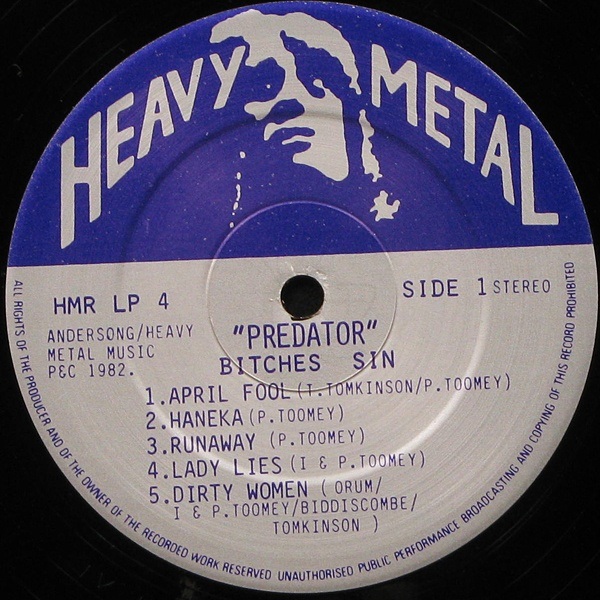 HEAVY METAL
HMR LP 4
SIDE 1 STEREO
ANDERSONG/HEAVY
METAL MUSIC
P&C 1982.
"PREDATOR"
BITCHES SIN
1.APRIL FOOL (T.TOMKINSON/P.TOOMEY)
2.HANEKA (P.TOOMEY)
3.RUNAWAY (P.TOOMEY)
4.LADY LIES (I & P.TOOMEY)
5.DIRTY WOMEN ( ORUM/
I & P.TOOMEY/BIDDISCOMBE/
TOMKINSON )
ALL RIGHTS OF THE PRODUCER AND OF THE OWNER OF THE RECORDED WORK RESERVED UNAUTHORISED PUBLIC PERFORMANCE BROADCASTING AND COPYING OF THIS RECORD PROHIBITED